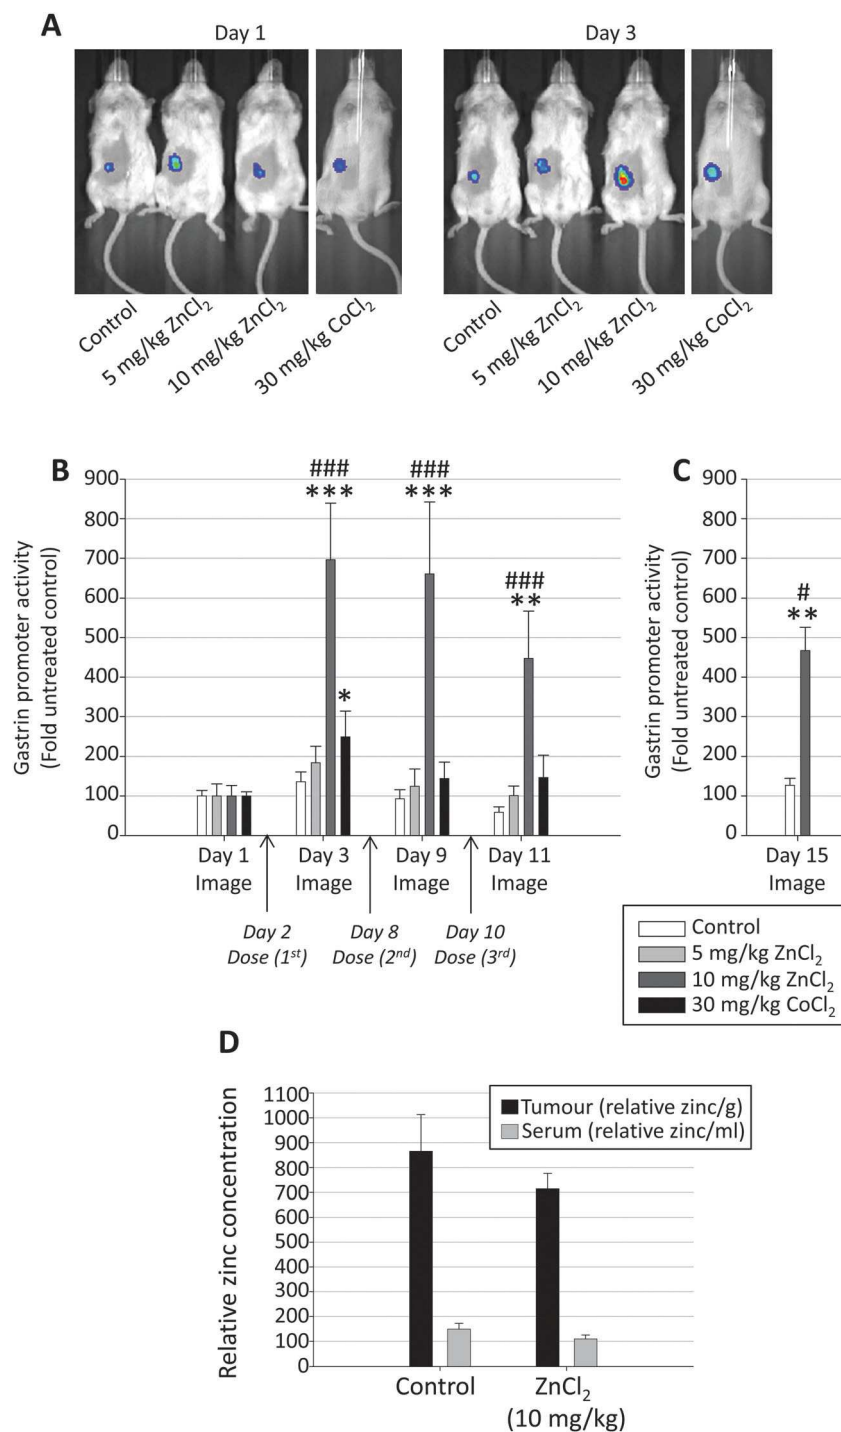 A
Day 1
Day 3
Control
5 mg/kg ZnCl₂
10 mg/kg ZnCl₂
30 mg/kg CoCl₂
Control
5 mg/kg ZnCl₂
10 mg/kg ZnCl₂
30 mg/kg CoCl₂
B
Gastrin promoter activity
(Fold untreated control)
900
800
700
600
500
400
300
200
100
0
###
***
*
###
***
###
**
Day 1
Image
Day 3
Image
Day 9
Image
Day 11
Image
Day 2
Dose (1st)
Day 8
Dose (2nd)
Day 10
Dose (3rd)
C
Gastrin promoter activity
(Fold untreated control)
900
800
700
600
500
400
300
200
100
0
#
**
Day 15
Image
Control
5 mg/kg ZnCl₂
10 mg/kg ZnCl₂
30 mg/kg CoCl₂
D
Relative zinc concentration
1100
1000
900
800
700
600
500
400
300
200
100
0
Tumour (relative zinc/g)
Serum (relative zinc/ml)
Control
ZnCl₂
(10 mg/kg)